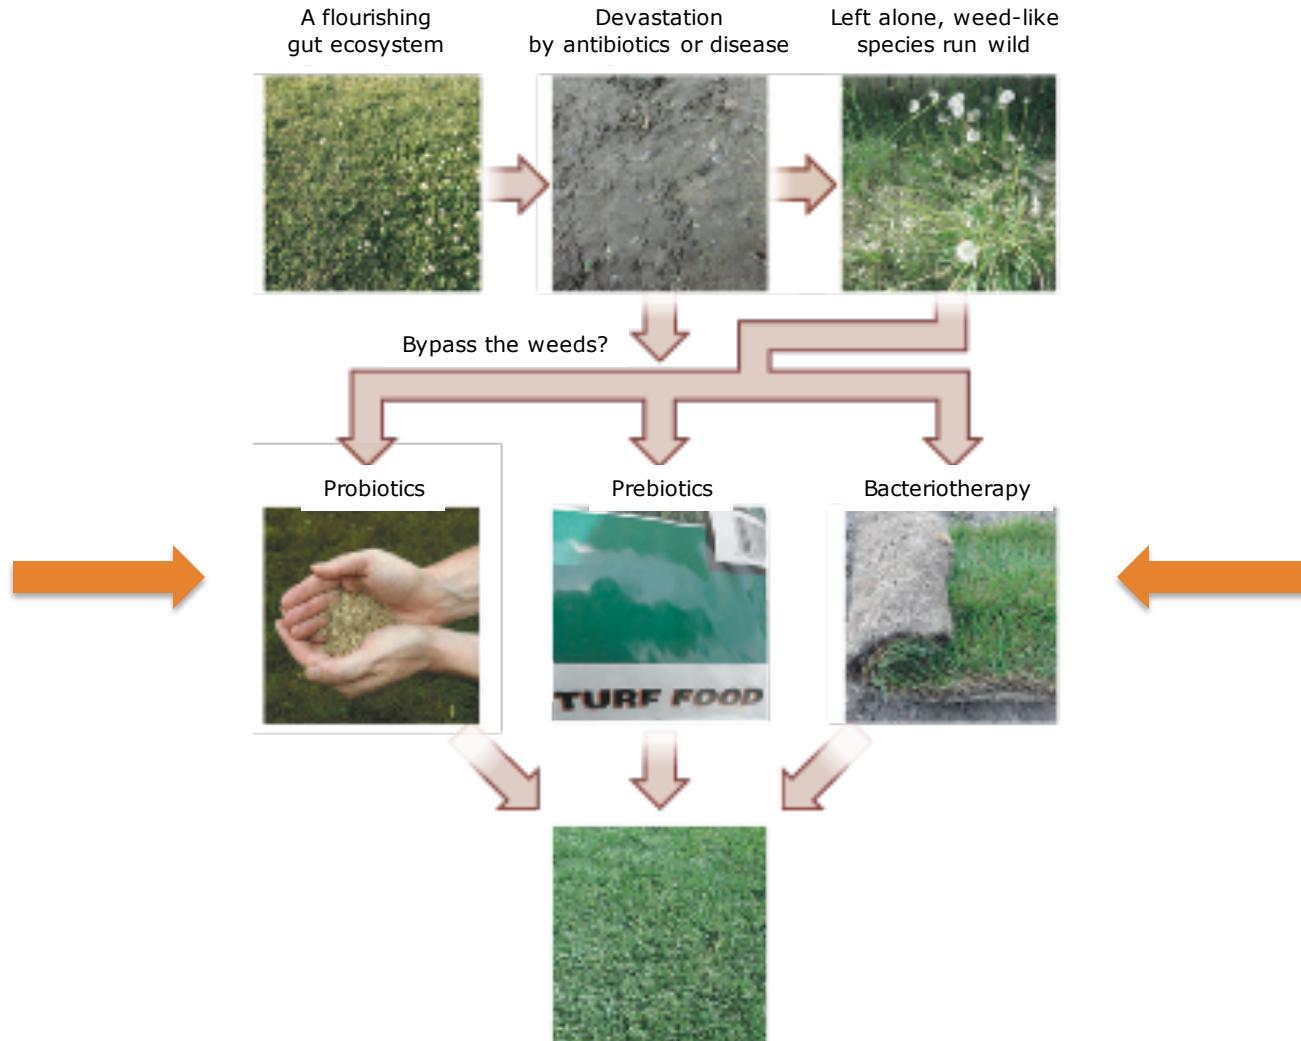 A flourishing
gut ecosystem
Devastation
by antibiotics or disease
Left alone, weed-like
species run wild
Bypass the weeds?
Probiotics
Prebiotics
Bacteriotherapy
TURF FOOD